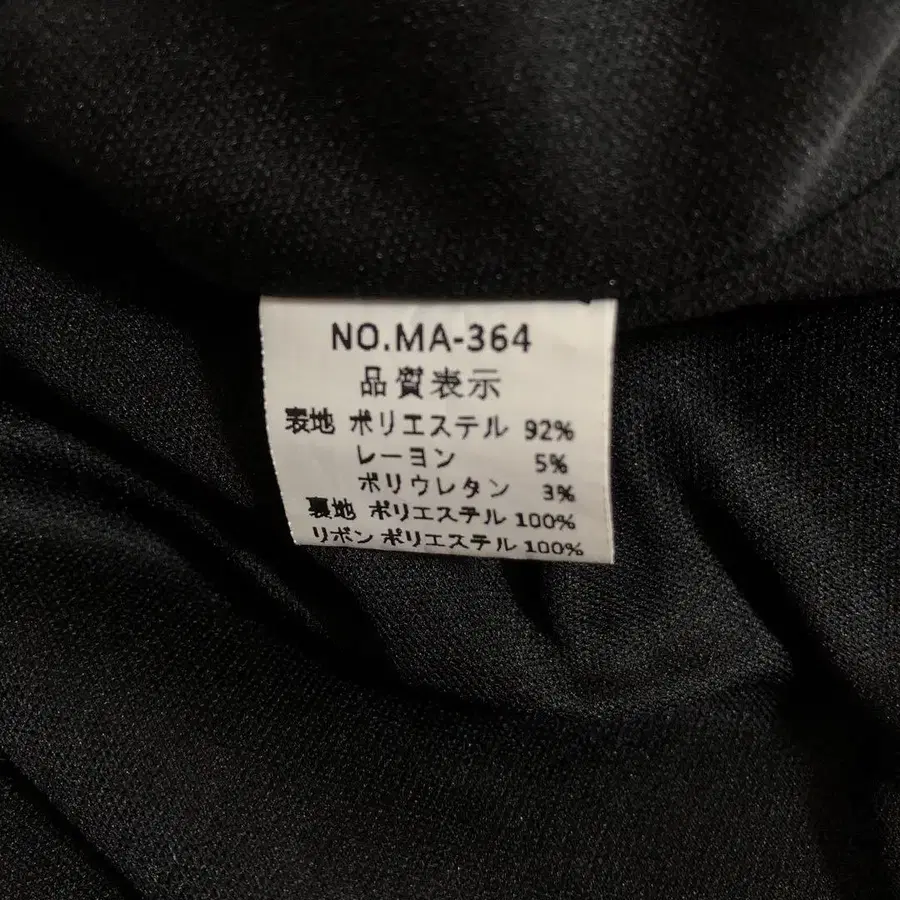 NO.MA-364
品質表示
表地 ポリエステル 92%
レーヨン 5%
ポリウレタン 3%
裏地 ポリエステル 100%
リボン ポリエステル 100%